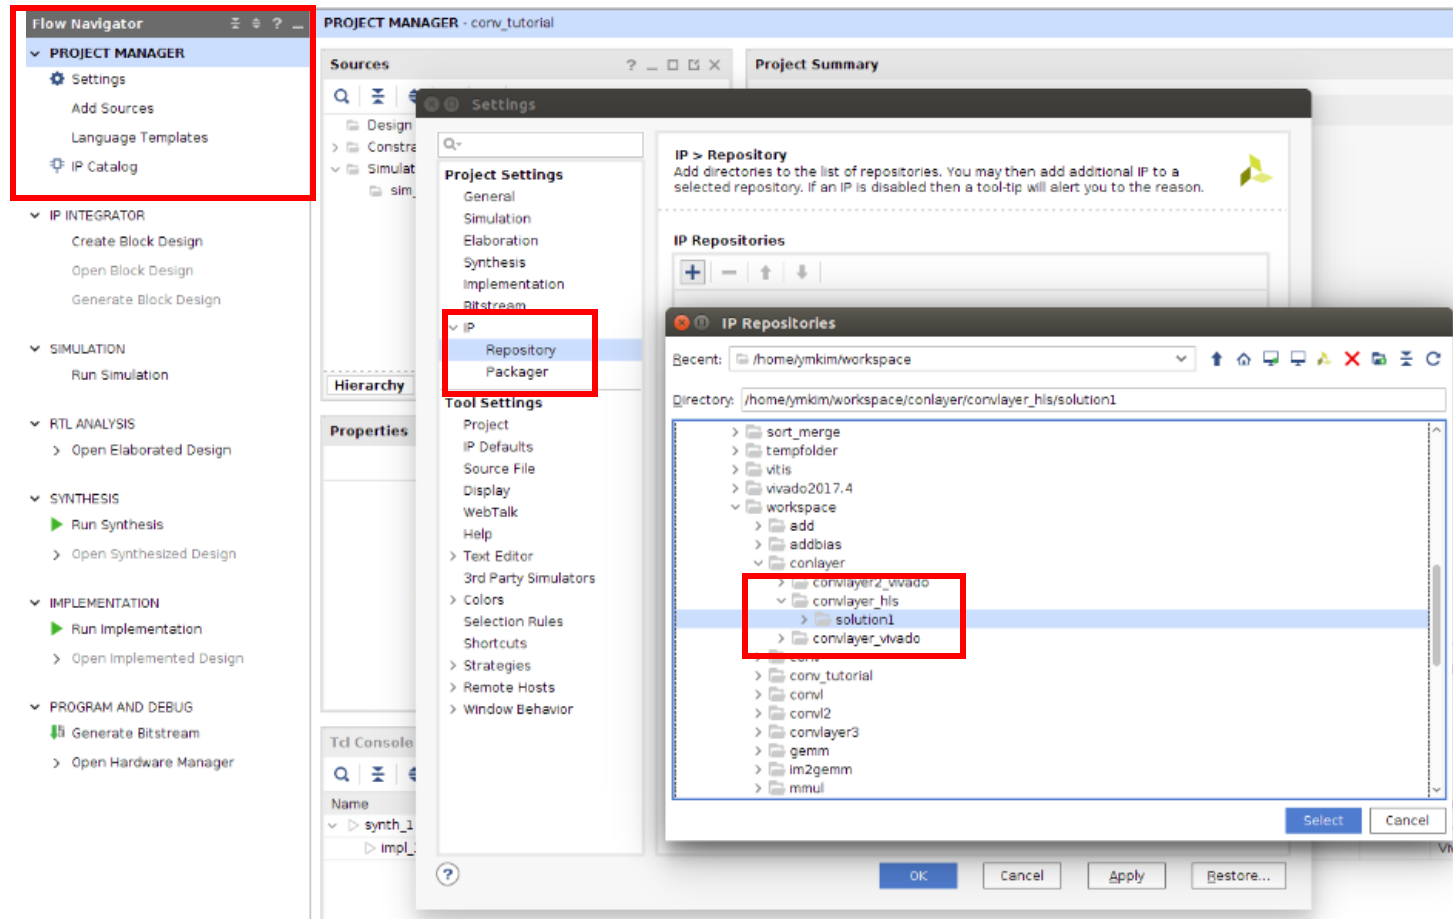 Flow Navigator
PROJECT MANAGER
Settings
Add Sources
Language Templates
IP Catalog
IP INTEGRATOR
Create Block Design
Open Block Design
Generate Block Design
SIMULATION
Run Simulation
RTL ANALYSIS
Open Elaborated Design
SYNTHESIS
Run Synthesis
Open Synthesized Design
IMPLEMENTATION
Run Implementation
Open Implemented Design
PROGRAM AND DEBUG
Generate Bitstream
Open Hardware Manager
PROJECT MANAGER - conv_tutorial
Sources
Project Summary
Design
Constra
Simulat
sim_
Hierarchy
Properties
Tcl Console
Name
synth_1
impl_
Settings
Project Settings
General
Simulation
Elaboration
Synthesis
Implementation
Bitstream
IP
Repository
Packager
Tool Settings
Project
IP Defaults
Source File
Display
WebTalk
Help
Text Editor
3rd Party Simulators
Colors
Selection Rules
Shortcuts
Strategies
Remote Hosts
Window Behavior
IP > Repository
Add directories to the list of repositories. You may then add additional IP to a
selected repository. If an IP is disabled then a tool-tip will alert you to the reason.
IP Repositories
IP Repositories
Recent: /home/ymkim/workspace
Directory: /home/ymkim/workspace/conlayer/convlayer_hls/solution1
sort_merge
tempfolder
vitis
vivado2017.4
workspace
add
addbias
conlayer
convlayer2_vivado
convlayer_hls
solution1
convlayer_vivado
conv_tutorial
convl
convl2
convlayer3
gemm
im2gemm
mmul
Select
Cancel
OK
Cancel
Apply
Restore...